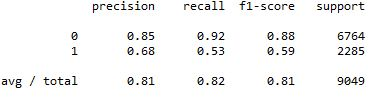 precision recall f1-score support
0 0.85 0.92 0.88 6764
1 0.68 0.53 0.59 2285
avg / total 0.81 0.82 0.81 9049